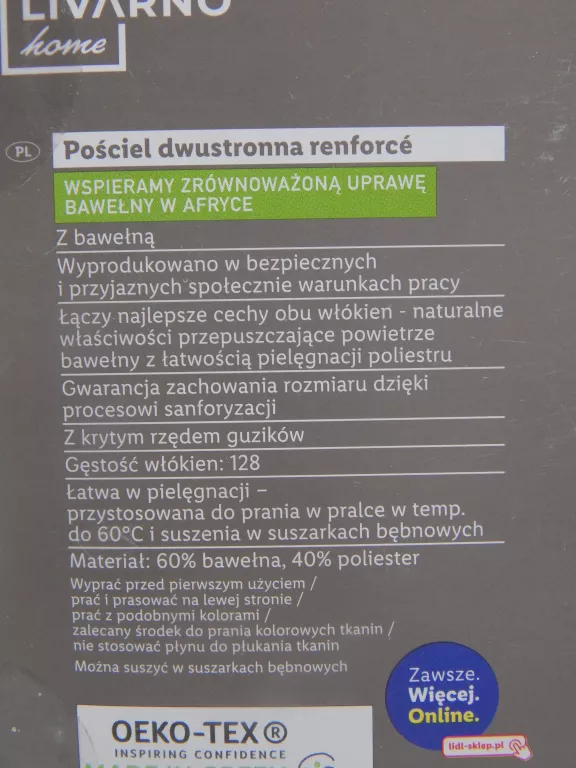 LIVARNO
home
PL
Pościel dwustronna renforcé
WSPIERAMY ZRÓWNOWAŻONĄ UPRAWĘ
BAWEŁNY W AFRYCE
Z bawełną
Wyprodukowano w bezpiecznych
i przyjaznych społecznie warunkach pracy
Łączy najlepsze cechy obu włókien - naturalne
właściwości przepuszczające powietrze
bawełny z łatwością pielęgnacji poliestru
Gwarancja zachowania rozmiaru dzięki
procesowi sanforyzacji
Z krytym rzędem guzików
Gęstość włókien: 128
Łatwa w pielęgnacji –
przystosowana do prania w pralce w temp.
do 60°C i suszenia w suszarkach bębnowych
Materiał: 60% bawełna, 40% poliester
Wyprać przed pierwszym użyciem /
prać i prasować na lewej stronie /
prać z podobnymi kolorami /
zalecany środek do prania kolorowych tkanin /
nie stosować płynu do płukania tkanin
Można suszyć w suszarkach bębnowych
Zawsze.
Więcej.
Online.
lidl-sklep.pl
OEKO-TEX®
INSPIRING CONFIDENCE
MADE IN GREEN